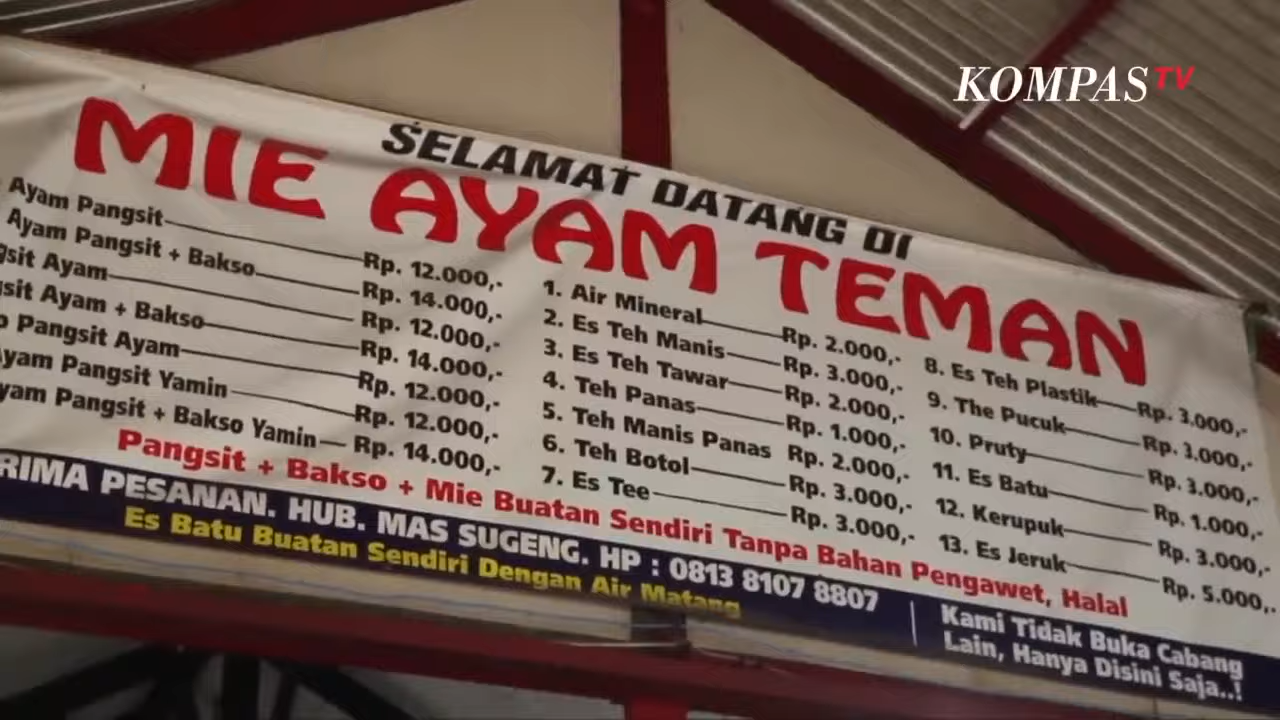 KOMPASTV
SELAMAT DATANG DI
MIE AYAM TEMAN
Ayam Pangsit Rp. 12.000,-
Ayam Pangsit + Bakso Rp. 14.000,-
Ayam Rp. 12.000,-
Ayam + Bakso Rp. 14.000,-
Pangsit Ayam Rp. 12.000,-
Pangsit Yamin Rp. 12.000,-
Pangsit + Bakso Yamin Rp. 14.000,-
1. Air Mineral Rp. 2.000,-
2. Es Teh Manis Rp. 3.000,-
3. Es Teh Tawar Rp. 2.000,-
4. Teh Panas Rp. 1.000,-
5. Teh Manis Panas Rp. 2.000,-
6. Teh Botol Rp. 3.000,-
7. Es Tee Rp. 3.000,-
8. Es Teh Plastik Rp. 3.000,-
9. The Pucuk Rp. 3.000,-
10. Pruty Rp. 3.000,-
11. Es Batu Rp. 1.000,-
12. Kerupuk Rp. 3.000,-
13. Es Jeruk Rp. 5.000,-
Pangsit + Bakso + Mie Buatan Sendiri Tanpa Bahan Pengawet, Halal
RIMA PESANAN. HUB. MAS SUGENG. HP : 0813 8107 8807
Es Batu Buatan Sendiri Dengan Air Matang
Kami Tidak Buka Cabang
Lain, Hanya Disini Saja..!